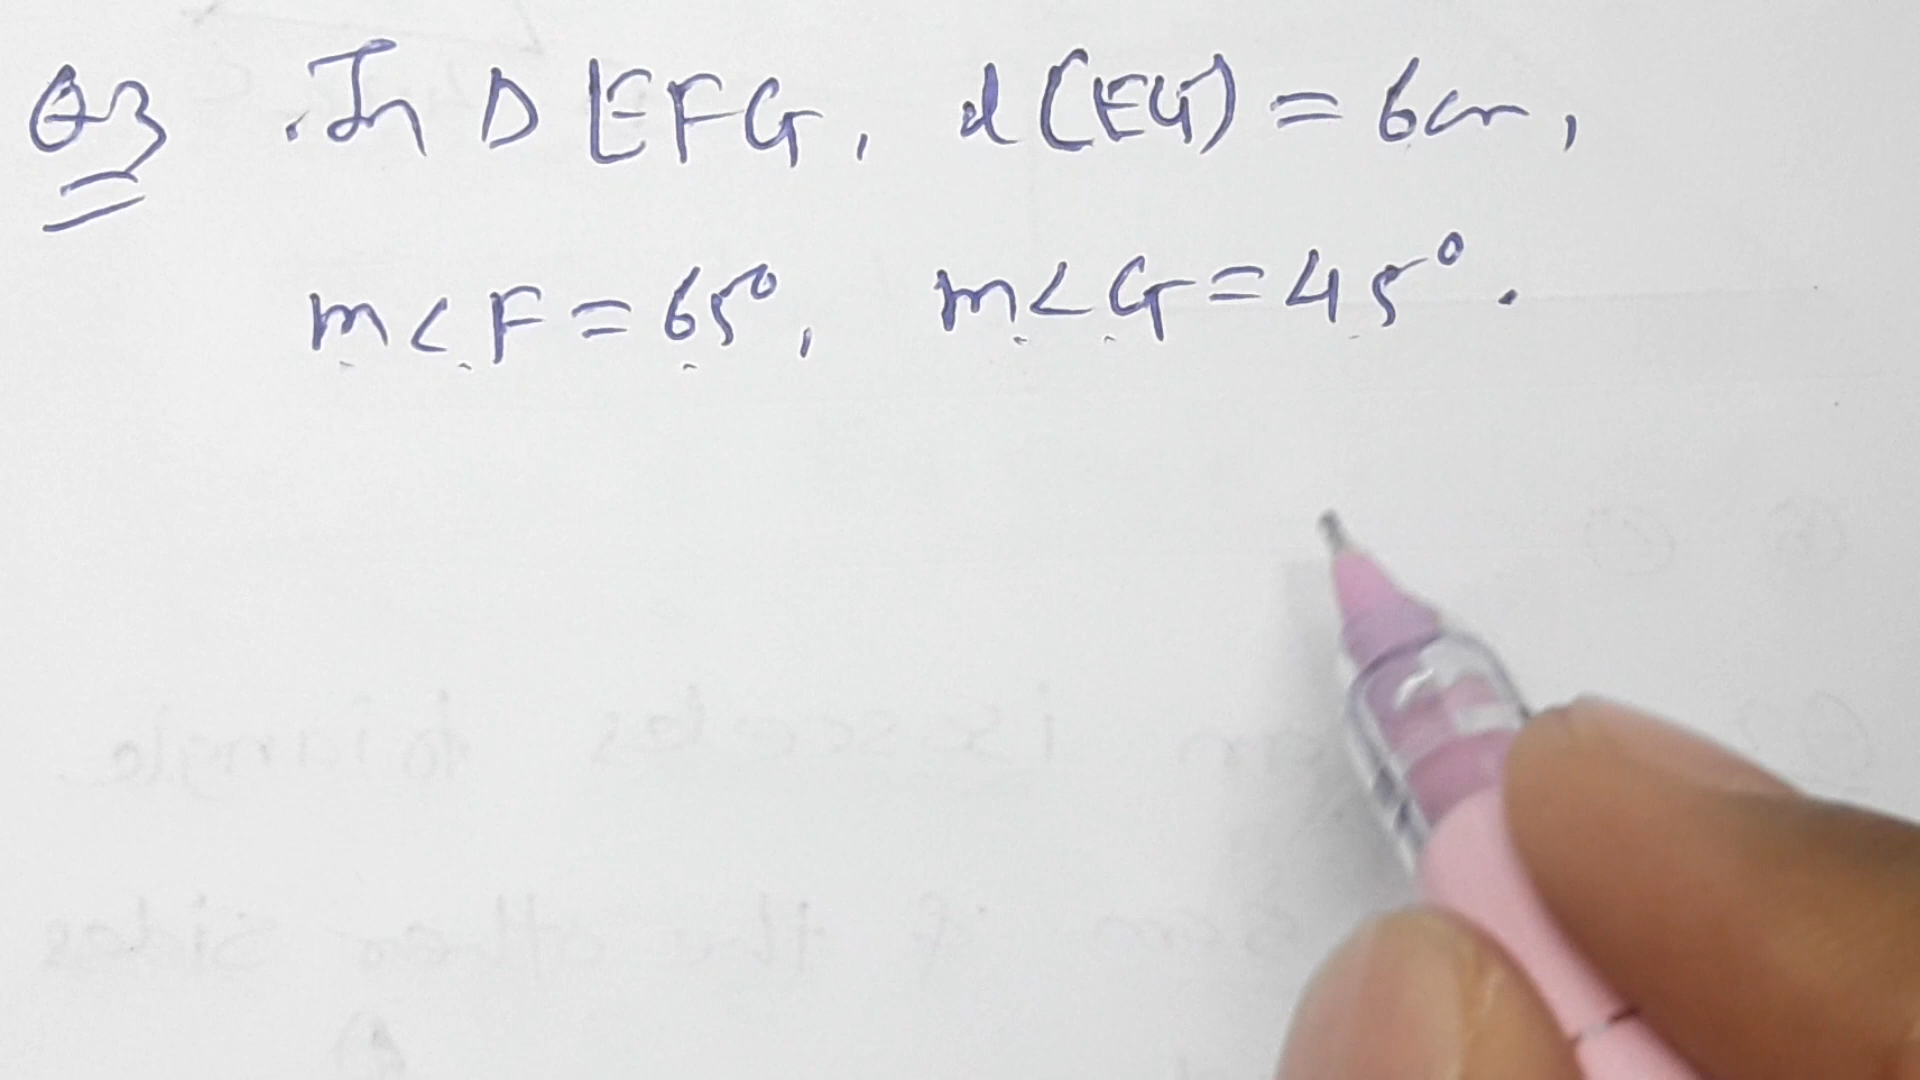 Q3 In Δ EFG, d(EG) = 6cm,
m∠F = 65°, m∠G = 45°.